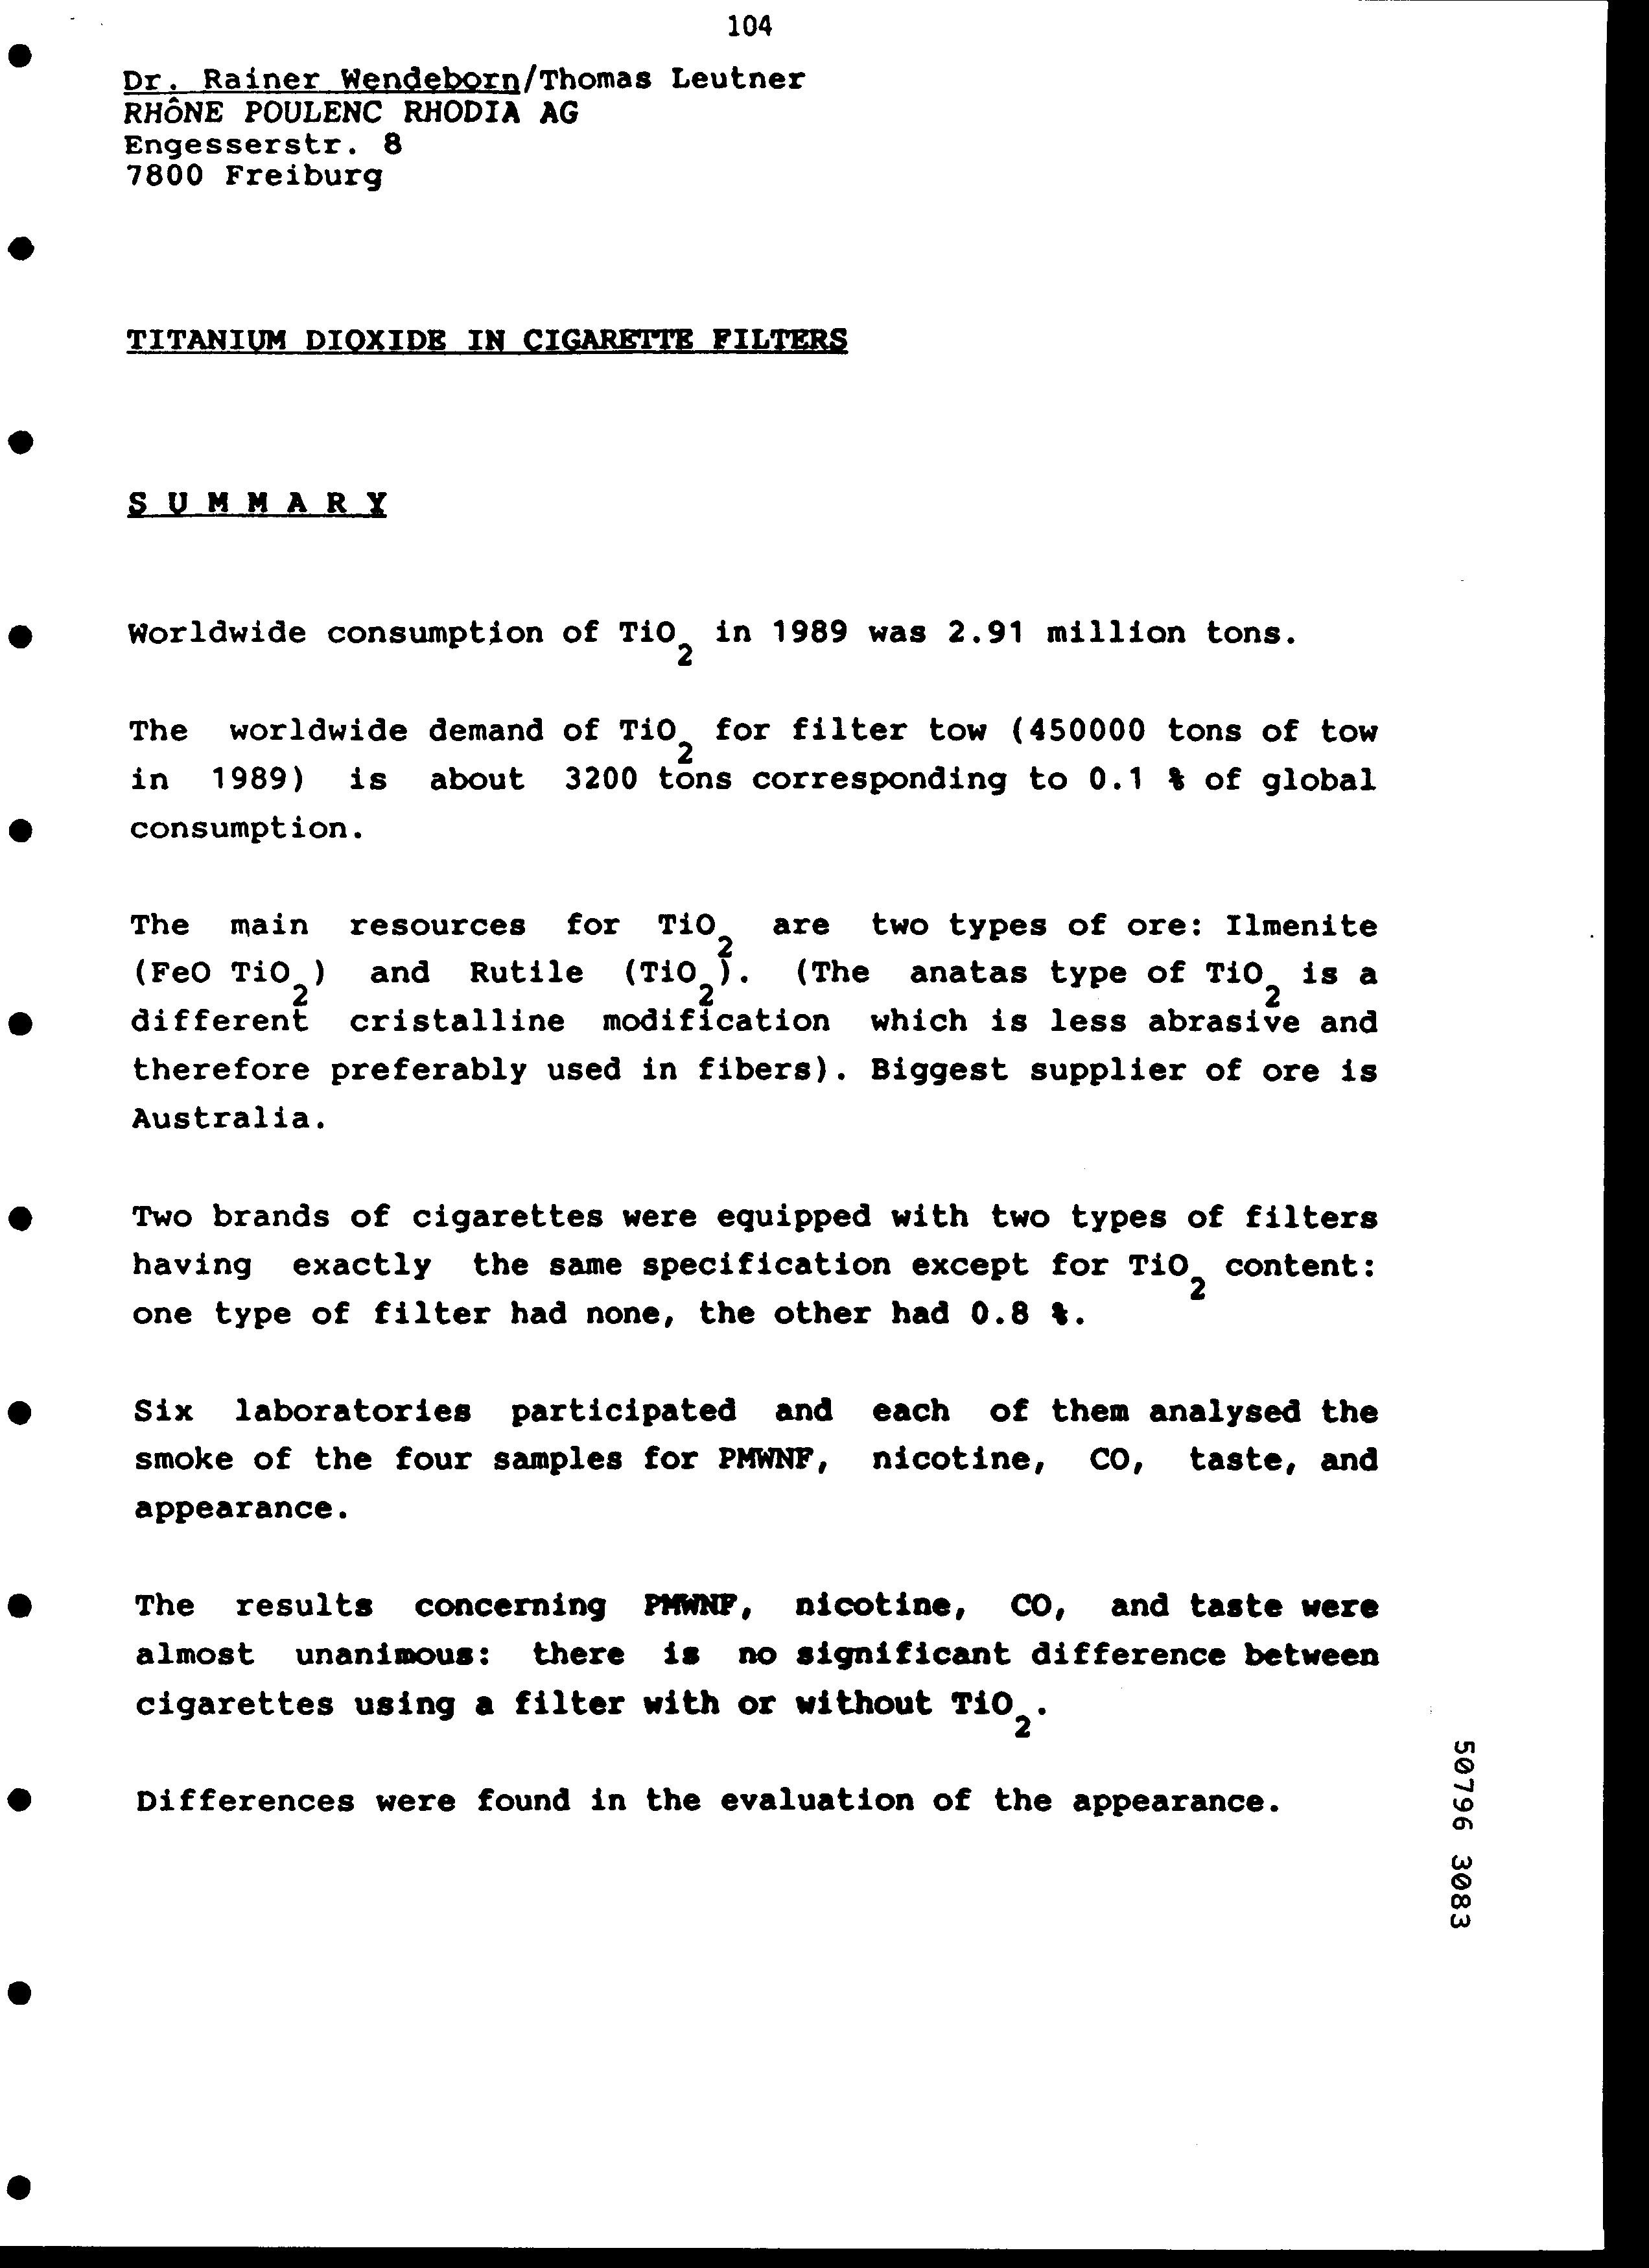 104
Dr. Rainer Wendeborn/Thomas Leutner
RHÔNE POULENC RHODIA AG
Engesserstr. 8
7800 Freiburg
TITANIUM DIOXIDE IN CIGARETTE FILTERS
S U M M A R Y
Worldwide consumption of TiO2 in 1989 was 2.91 million tons.
The worldwide demand of TiO2 for filter tow (450000 tons of tow
in 1989) is about 3200 tons corresponding to 0.1 % of global
consumption.
The main resources for TiO2 are two types of ore: Ilmenite
(FeO TiO2) and Rutile (TiO2). (The anatas type of TiO2 is a
different cristalline modification which is less abrasive and
therefore preferably used in fibers). Biggest supplier of ore is
Australia.
Two brands of cigarettes were equipped with two types of filters
having exactly the same specification except for TiO2 content:
one type of filter had none, the other had 0.8 %.
Six laboratories participated and each of them analysed the
smoke of the four samples for PMWNF, nicotine, CO, taste, and
appearance.
The results concerning PMWNF, nicotine, CO, and taste were
almost unanimous: there is no significant difference between
cigarettes using a filter with or without TiO2.
Differences were found in the evaluation of the appearance.
50796 3083